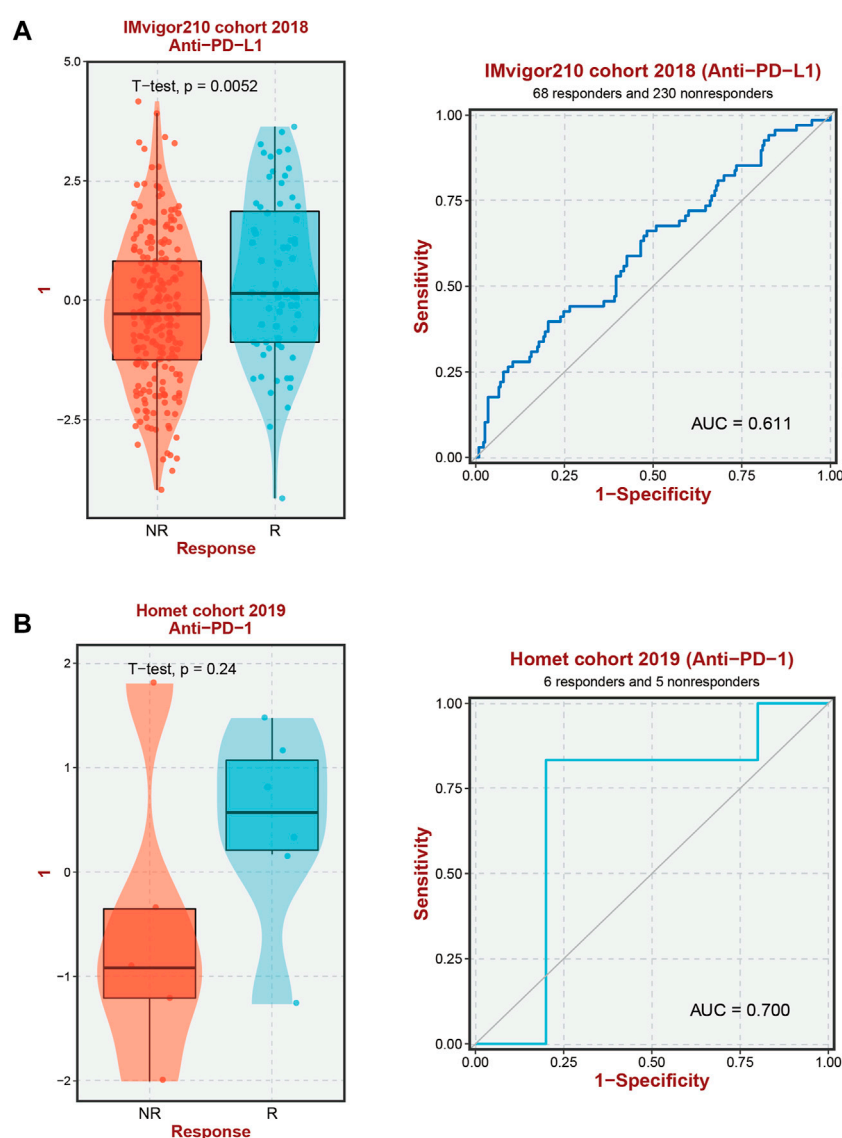 A
IMvigor210 cohort 2018
Anti−PD−L1
T−test, p = 0.0052
5.0
2.5
0.0
−2.5
1
NR
R
Response
IMvigor210 cohort 2018 (Anti−PD−L1)
68 responders and 230 nonresponders
1.00
0.75
0.50
0.25
0.00
Sensitivity
AUC = 0.611
0.00
0.25
0.50
0.75
1.00
1−Specificity
B
Homet cohort 2019
Anti−PD−1
T−test, p = 0.24
2
1
0
−1
−2
1
NR
R
Response
Homet cohort 2019 (Anti−PD−1)
6 responders and 5 nonresponders
1.00
0.75
0.50
0.25
0.00
Sensitivity
AUC = 0.700
0.00
0.25
0.50
0.75
1.00
1−Specificity